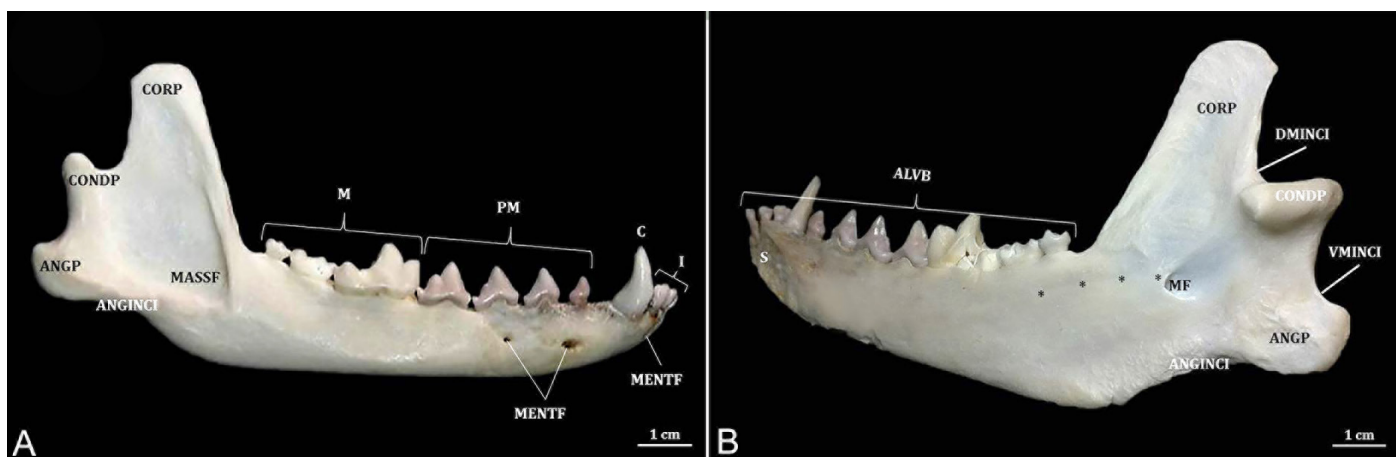 CORP
CONDP
ANGP
MASSF
ANGINCI
M
PM
C
I
MENTF
MENTF
A
1 cm
CORP
DMINCI
CONDP
ALVB
VMINCI
S
* * * *
MF
ANGP
ANGINCI
B
1 cm